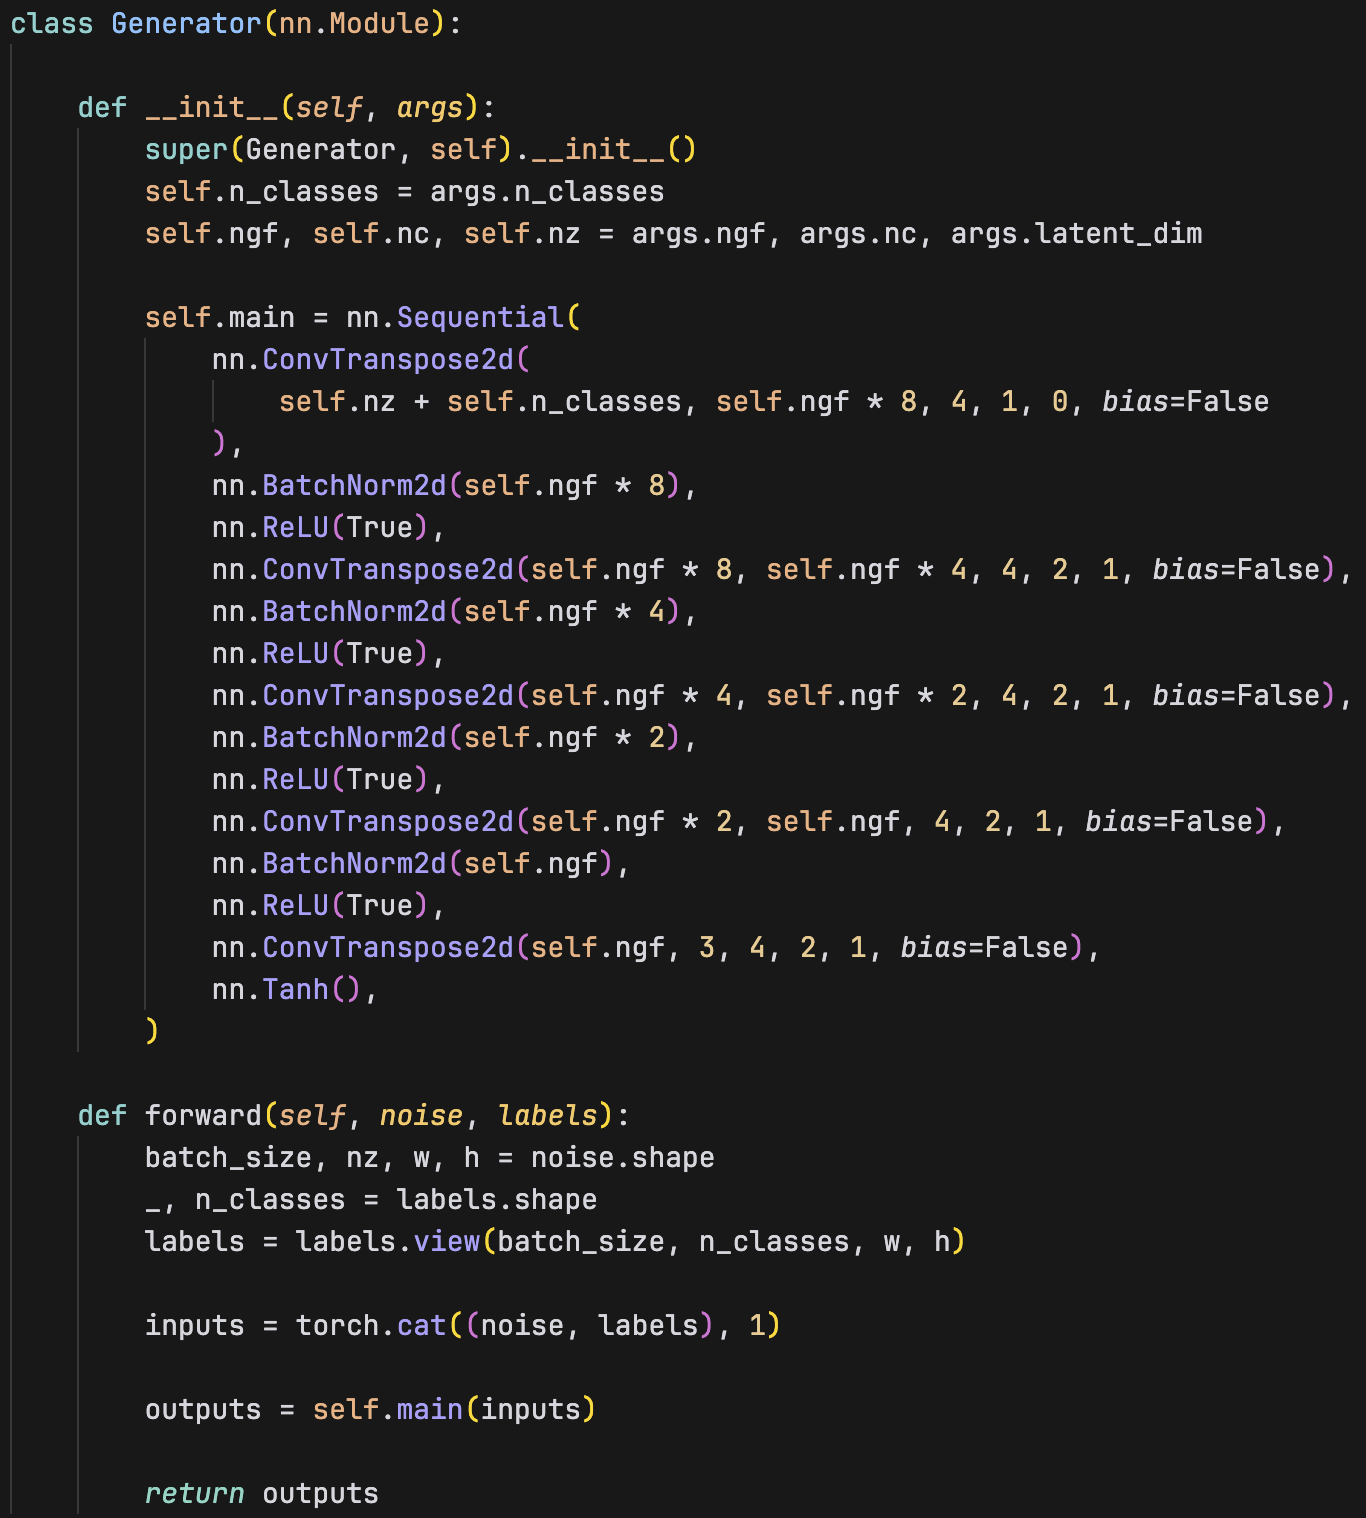 class Generator(nn.Module):
def __init__(self, args):
super(Generator, self).__init__()
self.n_classes = args.n_classes
self.ngf, self.nc, self.nz = args.ngf, args.nc, args.latent_dim
self.main = nn.Sequential(
nn.ConvTranspose2d(
self.nz + self.n_classes, self.ngf * 8, 4, 1, 0, bias=False
),
nn.BatchNorm2d(self.ngf * 8),
nn.ReLU(True),
nn.ConvTranspose2d(self.ngf * 8, self.ngf * 4, 4, 2, 1, bias=False),
nn.BatchNorm2d(self.ngf * 4),
nn.ReLU(True),
nn.ConvTranspose2d(self.ngf * 4, self.ngf * 2, 4, 2, 1, bias=False),
nn.BatchNorm2d(self.ngf * 2),
nn.ReLU(True),
nn.ConvTranspose2d(self.ngf * 2, self.ngf, 4, 2, 1, bias=False),
nn.BatchNorm2d(self.ngf),
nn.ReLU(True),
nn.ConvTranspose2d(self.ngf, 3, 4, 2, 1, bias=False),
nn.Tanh(),
)
def forward(self, noise, labels):
batch_size, nz, w, h = noise.shape
_, n_classes = labels.shape
labels = labels.view(batch_size, n_classes, w, h)
inputs = torch.cat((noise, labels), 1)
outputs = self.main(inputs)
return outputs